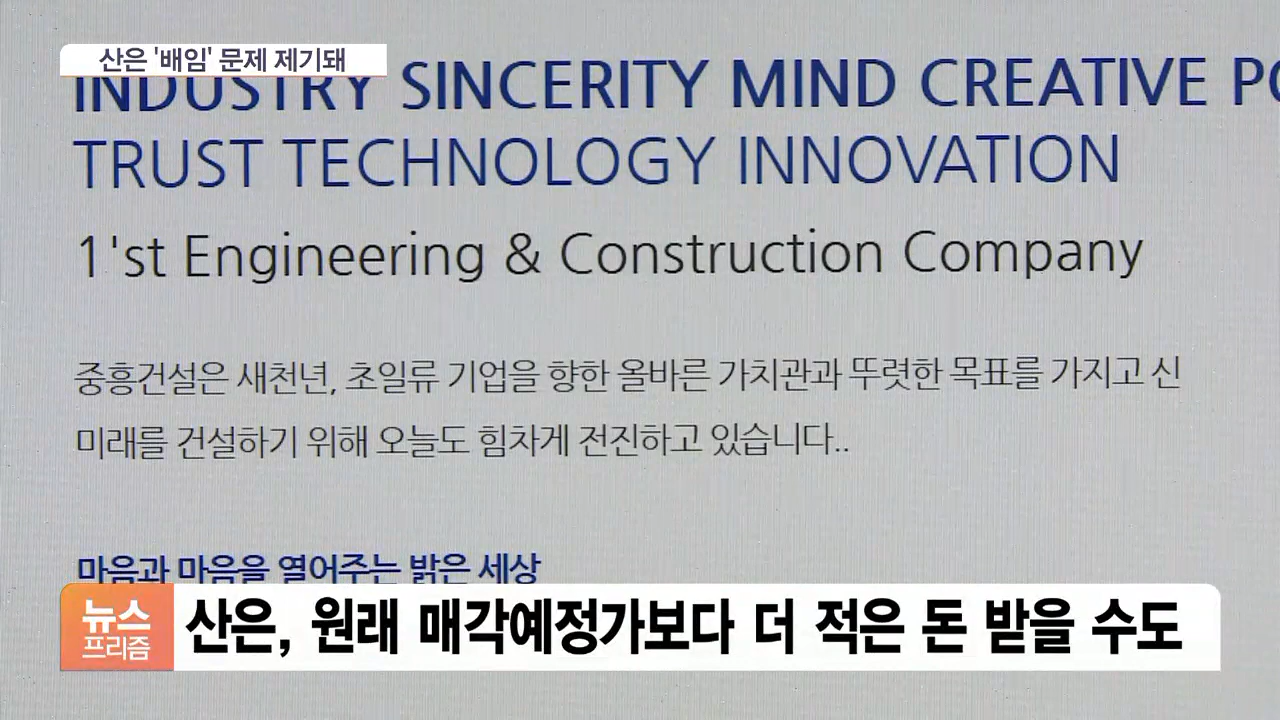 산은 '배임' 문제 제기돼
INDUSTRY SINCERITY MIND CREATIVE
TRUST TECHNOLOGY INNOVATION
1'st Engineering & Construction Company
중흥건설은 새천년, 초일류 기업을 향한 올바른 가치관과 뚜렷한 목표를 가지고 신
미래를 건설하기 위해 오늘도 힘차게 전진하고 있습니다..
마음과 마음을 열어주는 밝은 세상
뉴스
프리즘
산은, 원래 매각예정가보다 더 적은 돈 받을 수도